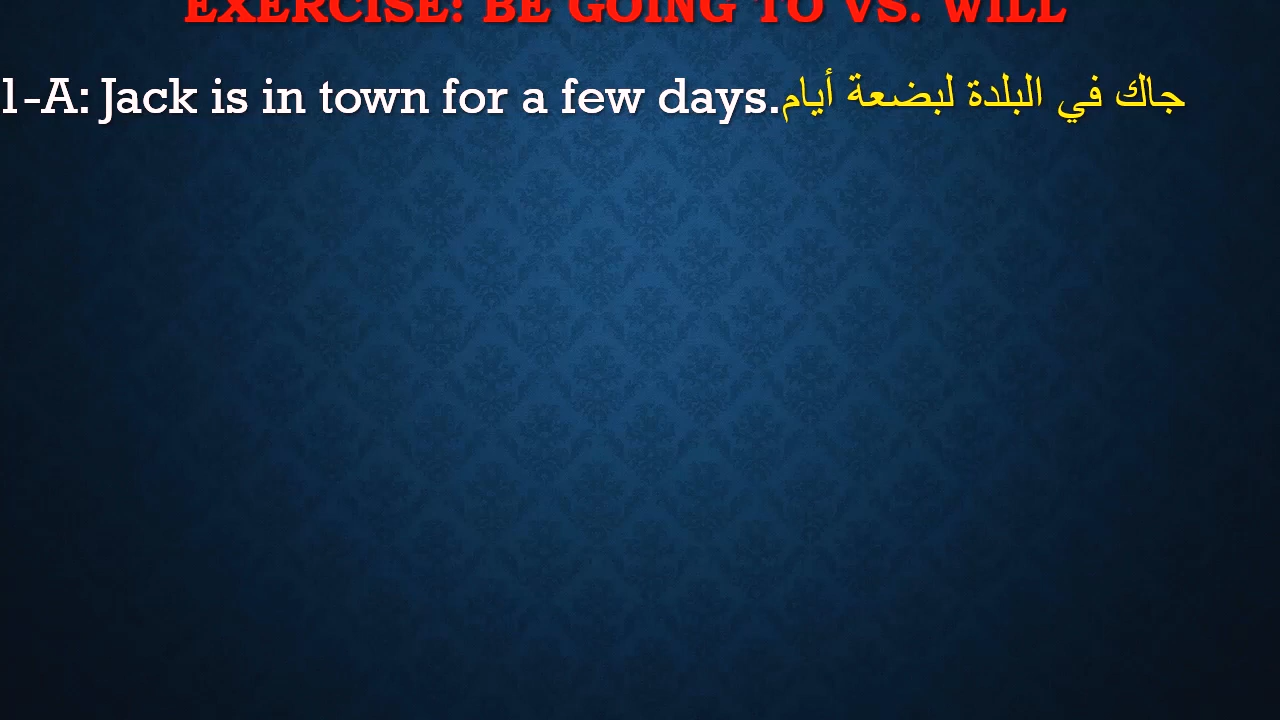 EXERCISE: BE GOING TO VS. WILL
1-A: Jack is in town for a few days.جاك في البلدة لبضعة أيام